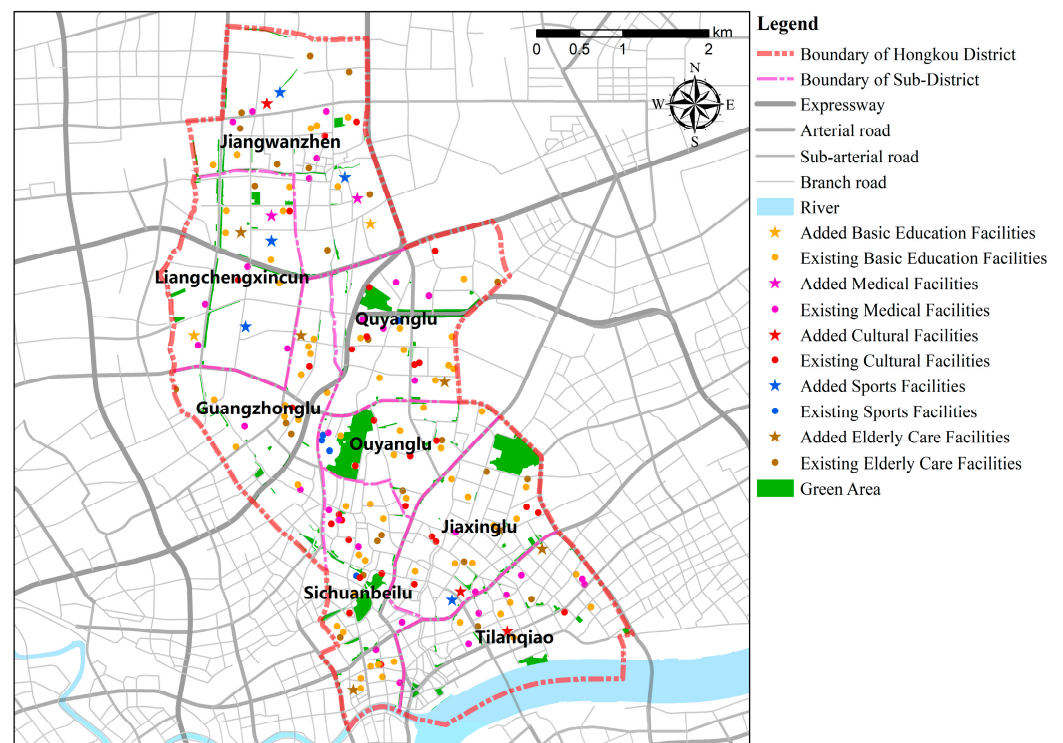 Legend
0 0.5 1 2 km
N
W E
S
Boundary of Hongkou District
Boundary of Sub-District
Expressway
Arterial road
Sub-arterial road
Branch road
River
Added Basic Education Facilities
Existing Basic Education Facilities
Added Medical Facilities
Existing Medical Facilities
Added Cultural Facilities
Existing Cultural Facilities
Added Sports Facilities
Existing Sports Facilities
Added Elderly Care Facilities
Existing Elderly Care Facilities
Green Area
Jiangwanzhen
Liangchengxincun
Quyanglu
Guangzhonglu
Ouyanglu
Jiaxinglu
Sichuanbeilu
Tilanqiao